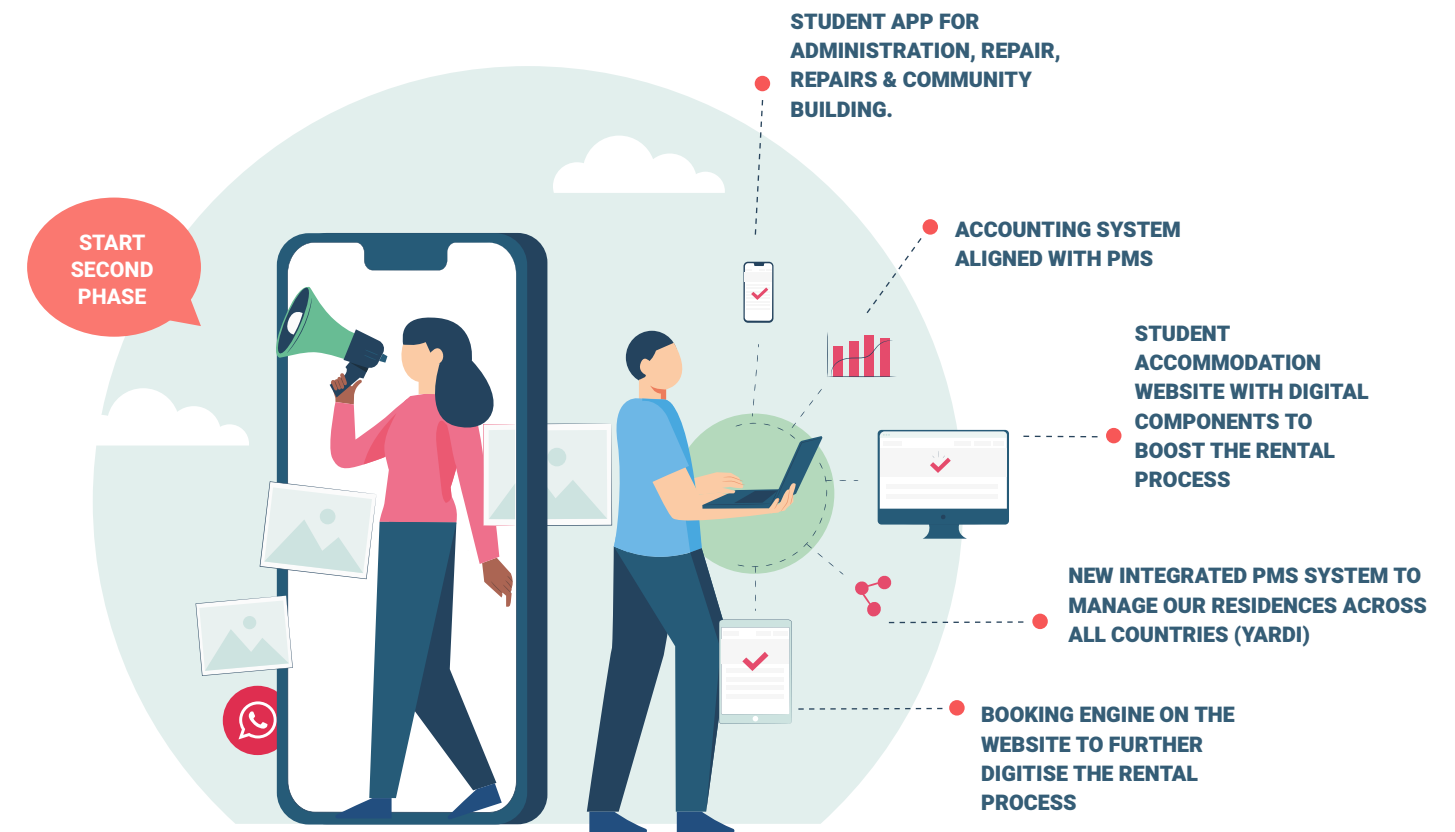 STUDENT APP FOR
ADMINISTRATION, REPAIR,
REPAIRS & COMMUNITY
BUILDING.
START
SECOND
PHASE
ACCOUNTING SYSTEM
ALIGNED WITH PMS
STUDENT
ACCOMMODATION
WEBSITE WITH DIGITAL
COMPONENTS TO
BOOST THE RENTAL
PROCESS
NEW INTEGRATED PMS SYSTEM TO
MANAGE OUR RESIDENCES ACROSS
ALL COUNTRIES (YARDI)
BOOKING ENGINE ON THE
WEBSITE TO FURTHER
DIGITISE THE RENTAL
PROCESS